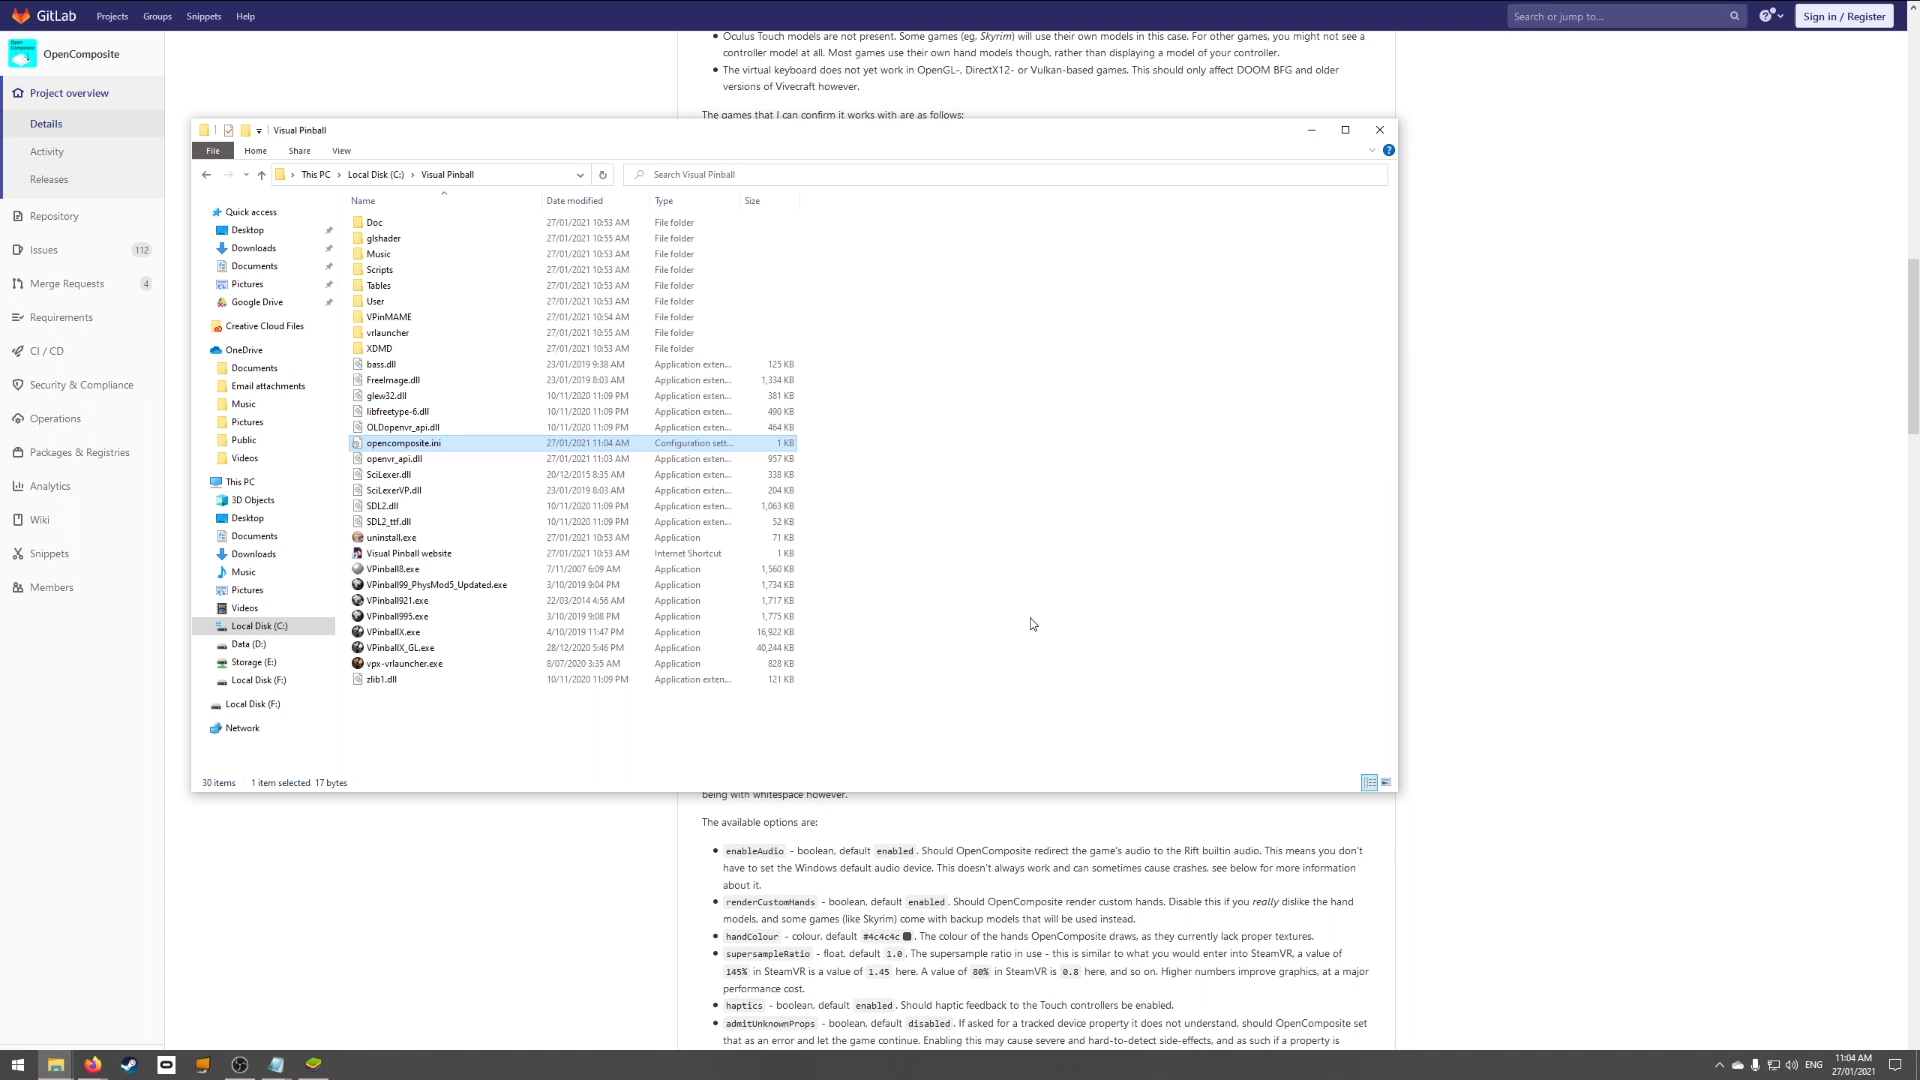 GitLab Projects Groups Snippets Help Search or jump to... Sign in / Register
Open Composite
OpenComposite
Project overview
Details
Activity
Releases
Repository
Issues 112
Merge Requests 4
Requirements
CI / CD
Security & Compliance
Operations
Packages & Registries
Analytics
Wiki
Snippets
Members
Oculus Touch models are not present. Some games (eg, Skyrim) will use their own models in this case. For other games, you might not see a
controller model at all. Most games use their own hand models though, rather than displaying a model of your controller.
The virtual keyboard does not yet work in OpenGL-, DirectX12- or Vulkan-based games. This should only affect DOOM BFG and older
versions of Vivecraft however.
The games that I can confirm it works with are as follows:
Visual Pinball
File Home Share View
This PC Local Disk (C:) Visual Pinball Search Visual Pinball
Quick access
Desktop
Downloads
Documents
Pictures
Google Drive
Creative Cloud Files
OneDrive
Documents
Email attachments
Music
Pictures
Public
Videos
This PC
3D Objects
Desktop
Documents
Downloads
Music
Pictures
Videos
Local Disk (C:)
Data (D:)
Storage (E:)
Local Disk (F:)
Local Disk (F:)
Network
Name Date modified Type Size
Doc 27/01/2021 10:53 AM File folder
glshader 27/01/2021 10:55 AM File folder
Music 27/01/2021 10:53 AM File folder
Scripts 27/01/2021 10:53 AM File folder
Tables 27/01/2021 10:53 AM File folder
User 27/01/2021 10:53 AM File folder
VPinMAME 27/01/2021 10:54 AM File folder
vrlauncher 27/01/2021 10:55 AM File folder
XDMD 27/01/2021 10:53 AM File folder
bass.dll 23/01/2019 9:38 AM Application exten... 125 KB
FreeImage.dll 23/01/2019 8:03 AM Application exten... 1,334 KB
glew32.dll 10/11/2020 11:09 PM Application exten... 381 KB
libfreetype-6.dll 10/11/2020 11:09 PM Application exten... 490 KB
OLDopenvr_api.dll 10/11/2020 11:09 PM Application exten... 464 KB
opencomposite.ini 27/01/2021 11:04 AM Configuration sett... 1 KB
openvr_api.dll 27/01/2021 11:03 AM Application exten... 957 KB
SciLexer.dll 20/12/2015 8:35 AM Application exten... 338 KB
SciLexerVP.dll 23/01/2019 8:03 AM Application exten... 204 KB
SDL2.dll 10/11/2020 11:09 PM Application exten... 1,063 KB
SDL2_ttf.dll 10/11/2020 11:09 PM Application exten... 52 KB
uninstall.exe 27/01/2021 10:53 AM Application 71 KB
Visual Pinball website 27/01/2021 10:53 AM Internet Shortcut 1 KB
VPinball8.exe 7/11/2007 6:09 AM Application 1,560 KB
VPinball99_PhysMod5_Updated.exe 3/10/2019 9:04 PM Application 1,734 KB
VPinball921.exe 22/03/2014 4:56 AM Application 1,717 KB
VPinball995.exe 3/10/2019 9:08 PM Application 1,775 KB
VPinballX.exe 4/10/2019 11:47 PM Application 16,922 KB
VPinballX_GL.exe 28/12/2020 5:46 PM Application 40,244 KB
vpx-vrlauncher.exe 8/07/2020 3:35 AM Application 828 KB
zlib1.dll 10/11/2020 11:09 PM Application exten... 121 KB
30 items 1 item selected 17 bytes
being with whitespace however.
The available options are:
enableAudio - boolean, default enabled. Should OpenComposite redirect the game's audio to the Rift builtin audio. This means you don't
have to set the Windows default audio device. This doesn't always work and can sometimes cause crashes, see below for more information
about it.
renderCustomHands - boolean, default enabled. Should OpenComposite render custom hands. Disable this if you really dislike the hand
models, and some games (like Skyrim) come with backup models that will be used instead.
handColour - colour, default #4c4c4c. The colour of the hands OpenComposite draws, as they currently lack proper textures.
supersampleRatio - float, default 1.0. The supersample ratio in use - this is similar to what you would enter into SteamVR, a value of
145% in SteamVR is a value of 1.45 here. A value of 80% in SteamVR is 0.8 here, and so on. Higher numbers improve graphics, at a major
performance cost.
haptics - boolean, default enabled. Should haptic feedback to the Touch controllers be enabled.
admitUnknownProps - boolean, default disabled. If asked for a tracked device property it does not understand, should OpenComposite set
that as an error and let the game continue. Enabling this may cause severe and hard-to-detect side-effects, and as such if a property is
ENG 11:04 AM
27/01/2021